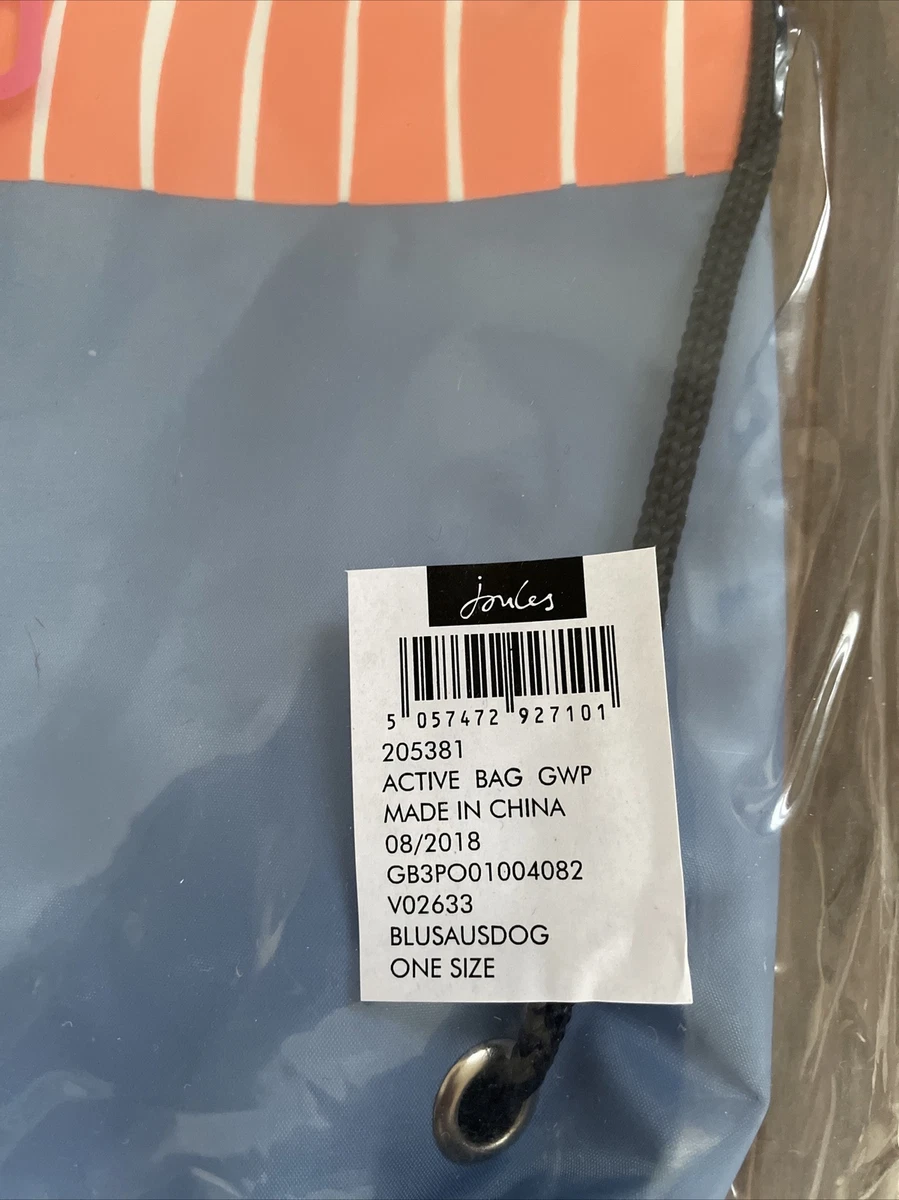 joules
5 057472 927101
205381
ACTIVE BAG GWP
MADE IN CHINA
08/2018
GB3PO01004082
V02633
BLUSAUSDOG
ONE SIZE